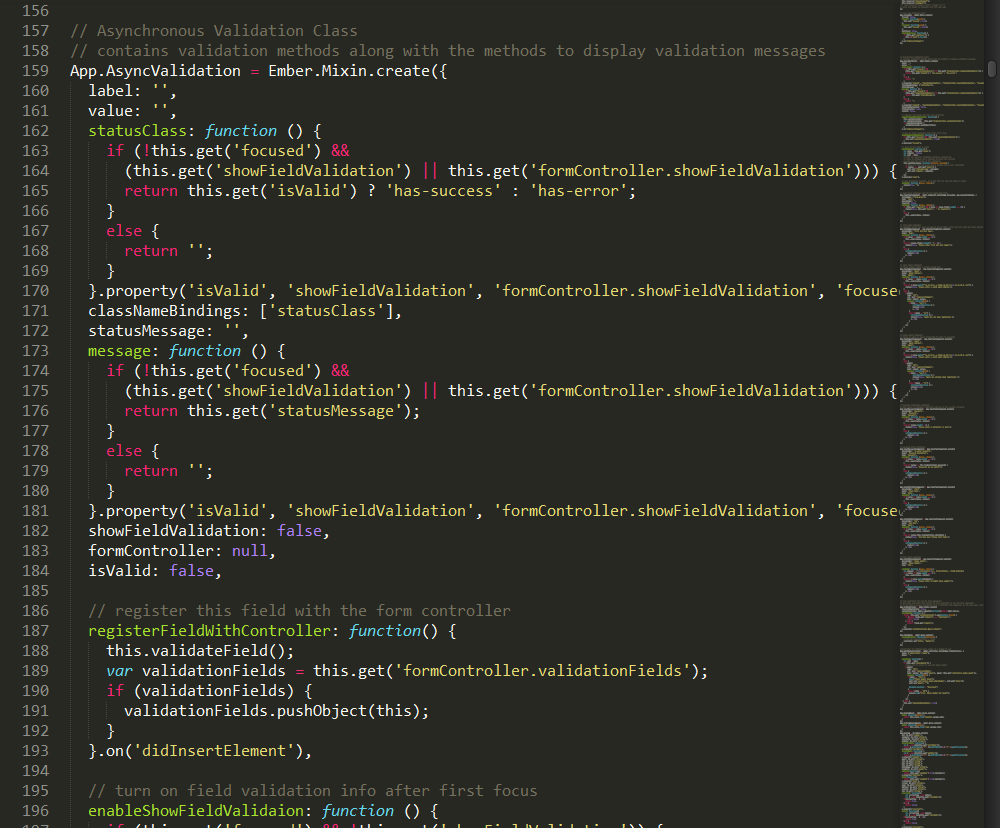 156
157 // Asynchronous Validation Class
158 // contains validation methods along with the methods to display validation messages
159 App.AsyncValidation = Ember.Mixin.create({
160 label: '',
161 value: '',
162 statusClass: function () {
163 if (!this.get('focused') &&
164 (this.get('showFieldValidation') || this.get('formController.showFieldValidation'))) {
165 return this.get('isValid') ? 'has-success' : 'has-error';
166 }
167 else {
168 return '';
169 }
170 }.property('isValid', 'showFieldValidation', 'formController.showFieldValidation', 'focuse
171 classNameBindings: ['statusClass'],
172 statusMessage: '',
173 message: function () {
174 if (!this.get('focused') &&
175 (this.get('showFieldValidation') || this.get('formController.showFieldValidation'))) {
176 return this.get('statusMessage');
177 }
178 else {
179 return '';
180 }
181 }.property('isValid', 'showFieldValidation', 'formController.showFieldValidation', 'focuse
182 showFieldValidation: false,
183 formController: null,
184 isValid: false,
185
186 // register this field with the form controller
187 registerFieldWithController: function() {
188 this.validateField();
189 var validationFields = this.get('formController.validationFields');
190 if (validationFields) {
191 validationFields.pushObject(this);
192 }
193 }.on('didInsertElement'),
194
195 // turn on field validation info after first focus
196 enableShowFieldValidaion: function () {